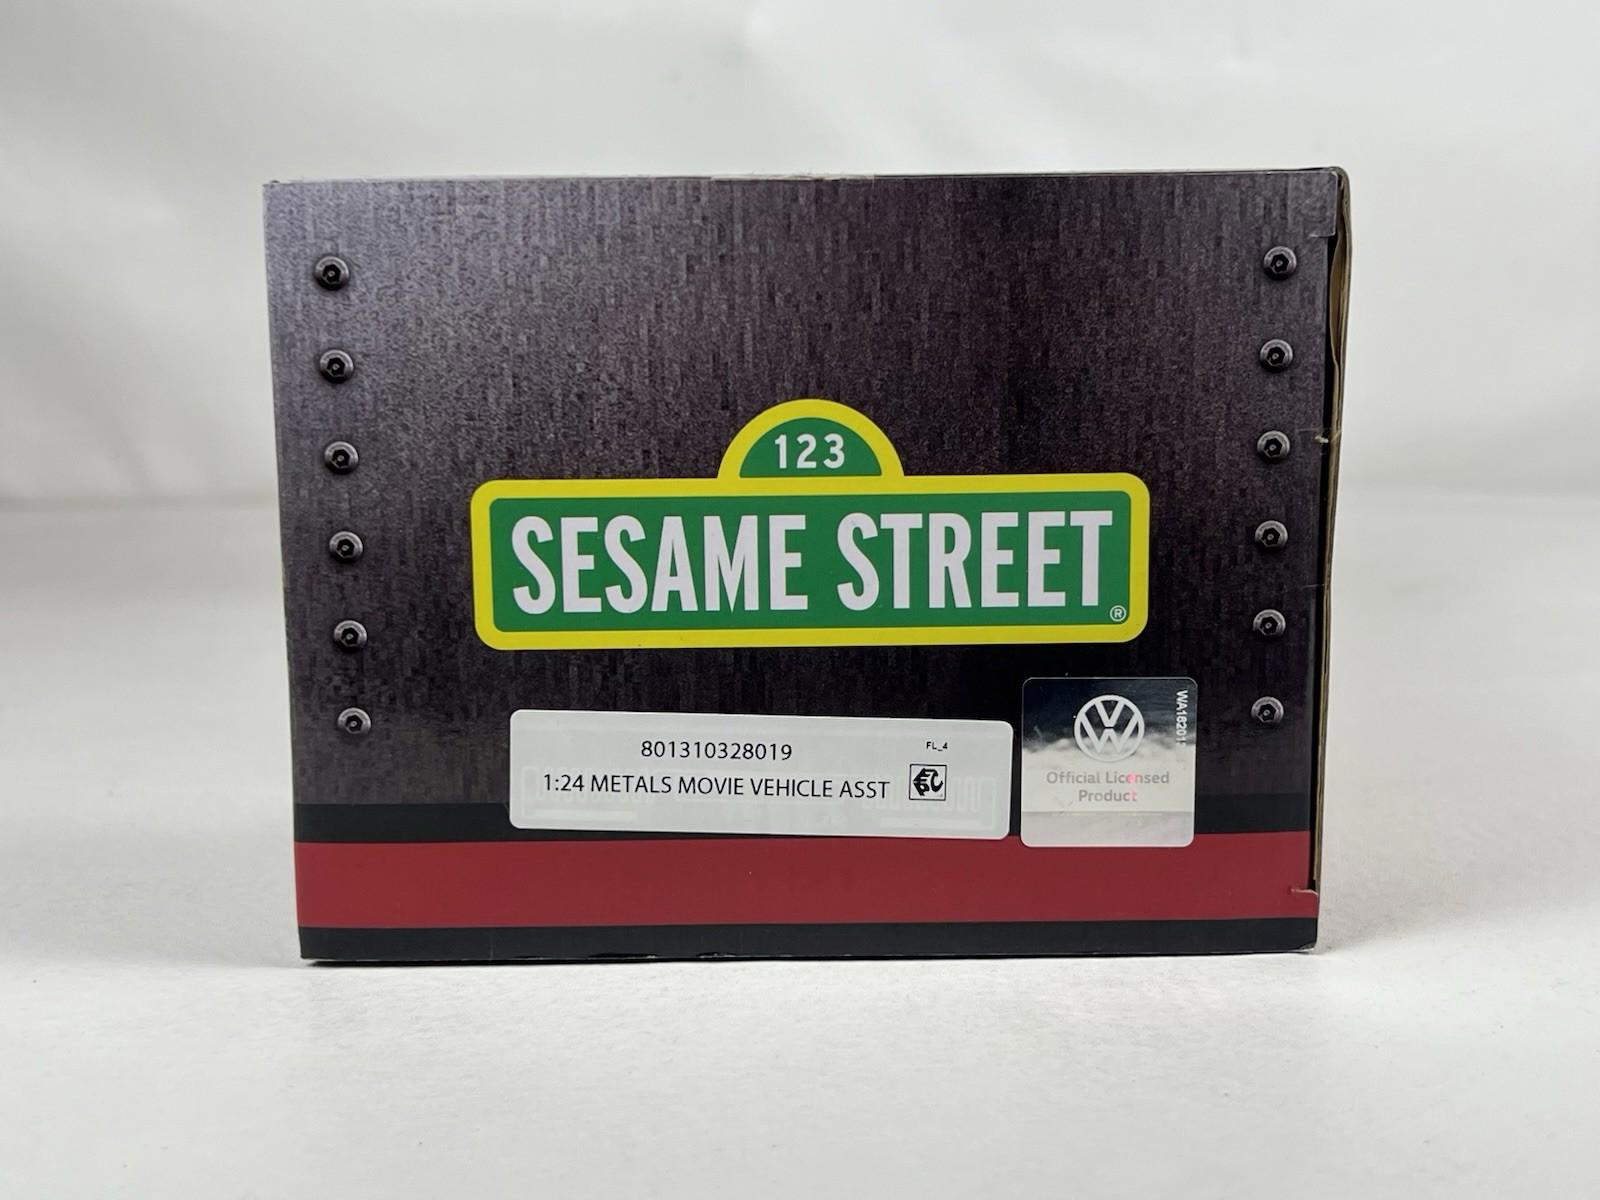 123
SESAME STREET
®
801310328019
FL_4
1:24 METALS MOVIE VEHICLE ASST
Official Licensed
Product